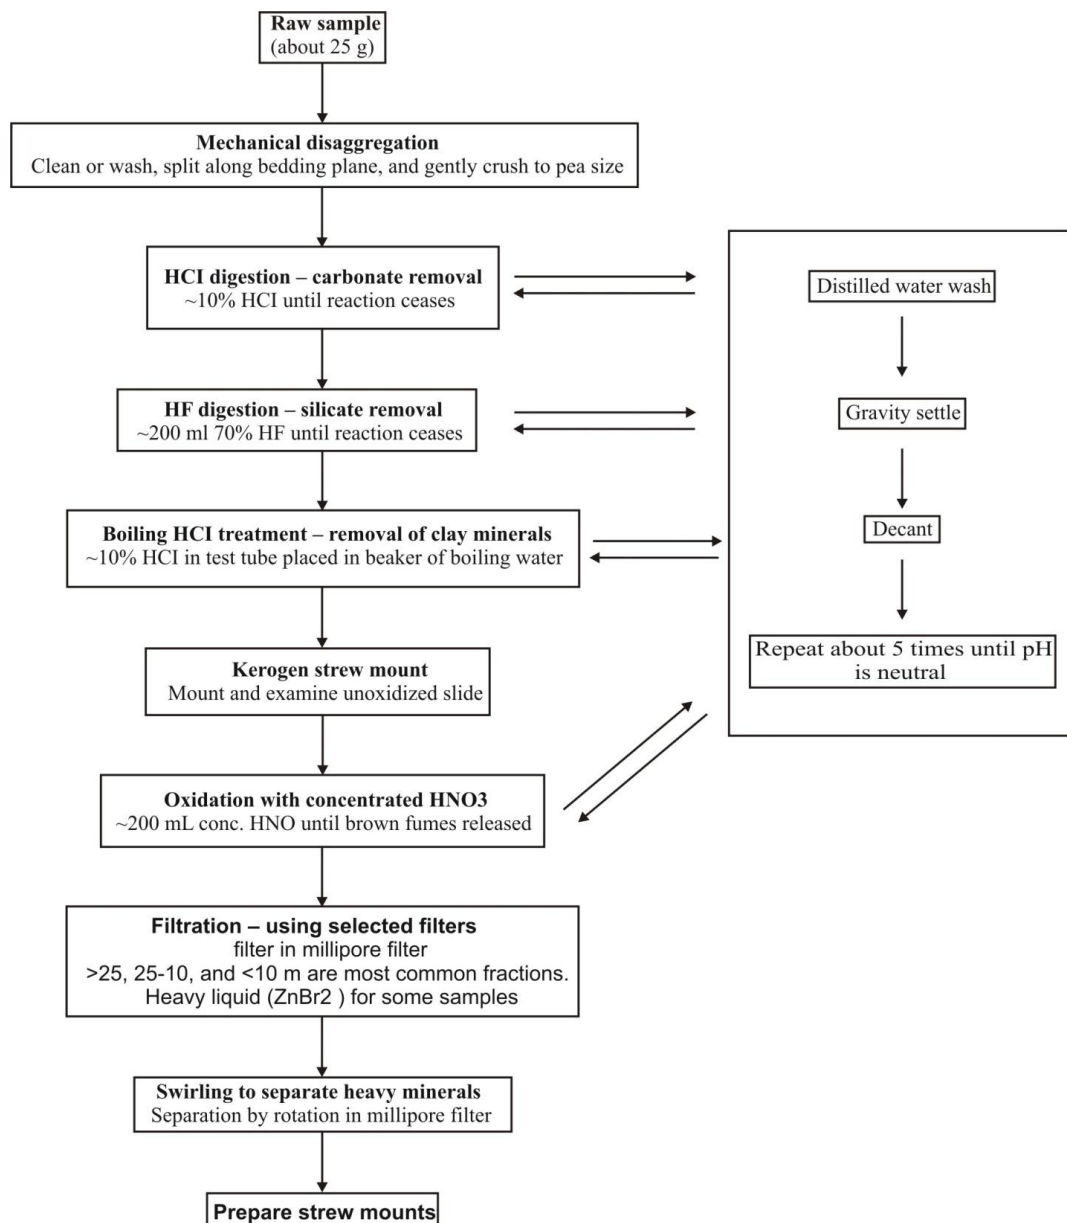 Raw sample
(about 25 g)
Mechanical disaggregation
Clean or wash, split along bedding plane, and gently crush to pea size
HCI digestion – carbonate removal
~10% HCI until reaction ceases
HF digestion – silicate removal
~200 ml 70% HF until reaction ceases
Boiling HCI treatment – removal of clay minerals
~10% HCI in test tube placed in beaker of boiling water
Kerogen strew mount
Mount and examine unoxidized slide
Oxidation with concentrated HNO3
~200 mL conc. HNO until brown fumes released
Filtration – using selected filters
filter in millipore filter
>25, 25-10, and <10 m are most common fractions.
Heavy liquid (ZnBr2 ) for some samples
Swirling to separate heavy minerals
Separation by rotation in millipore filter
Prepare strew mounts
Distilled water wash
Gravity settle
Decant
Repeat about 5 times until pH
is neutral